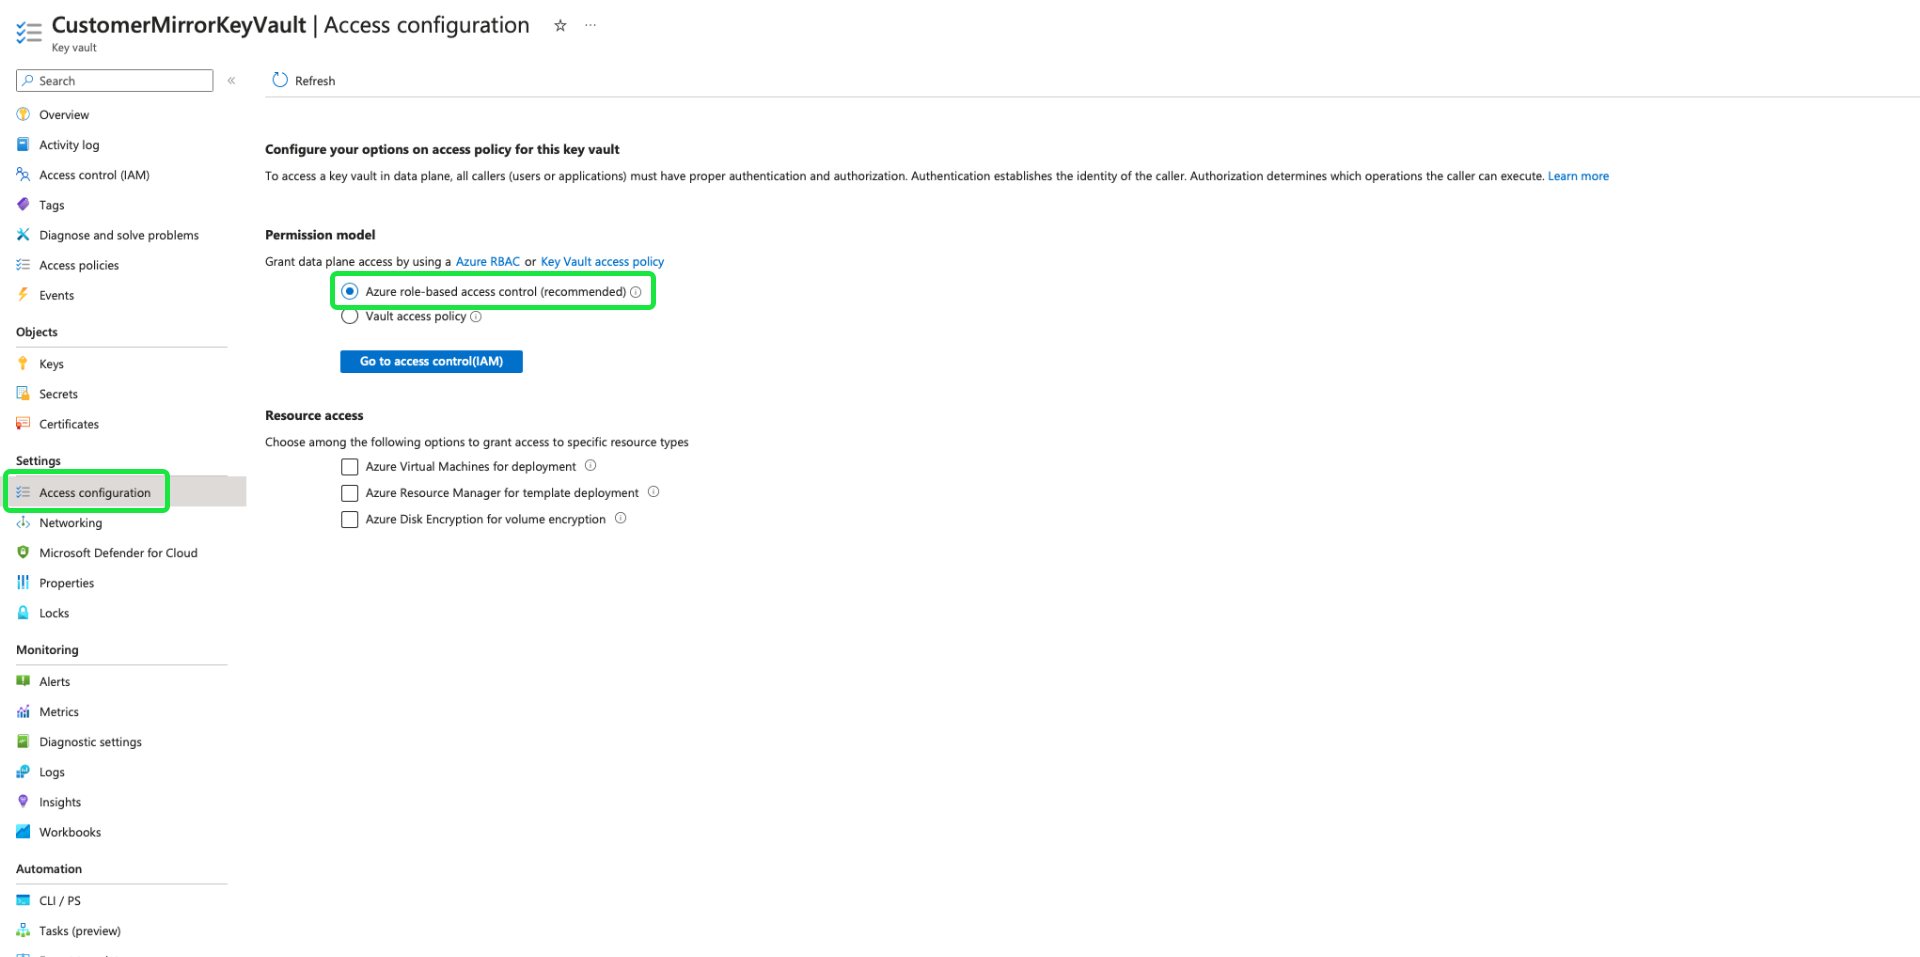 CustomerMirrorKeyVault | Access configuration ☆ ···
Key vault
Search «
Refresh
Overview
Activity log
Access control (IAM)
Tags
Diagnose and solve problems
Access policies
Events
Objects
Keys
Secrets
Certificates
Settings
Access configuration
Networking
Microsoft Defender for Cloud
Properties
Locks
Monitoring
Alerts
Metrics
Diagnostic settings
Logs
Insights
Workbooks
Automation
CLI / PS
Tasks (preview)
Configure your options on access policy for this key vault
To access a key vault in data plane, all callers (users or applications) must have proper authentication and authorization. Authentication establishes the identity of the caller. Authorization determines which operations the caller can execute. Learn more
Permission model
Grant data plane access by using a Azure RBAC or Key Vault access policy
Azure role-based access control (recommended)
Vault access policy
Go to access control(IAM)
Resource access
Choose among the following options to grant access to specific resource types
Azure Virtual Machines for deployment
Azure Resource Manager for template deployment
Azure Disk Encryption for volume encryption